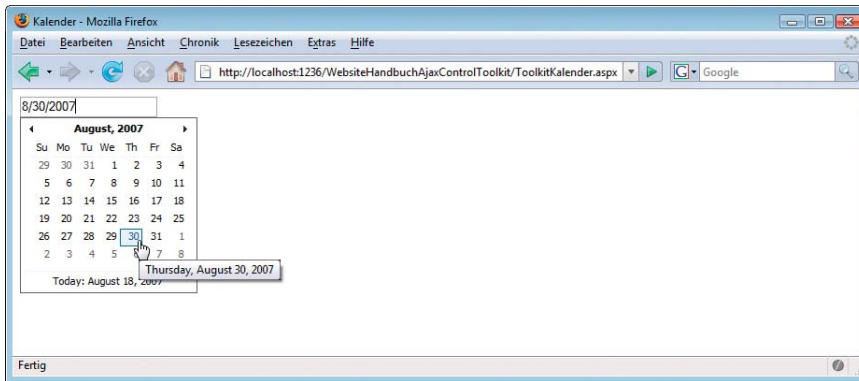 Kalender - Mozilla Firefox
Datei Bearbeiten Ansicht Chronik Lesezeichen Extras Hilfe
http://localhost:1236/WebsiteHandbuchAjaxControlToolkit/ToolkitKalender.aspx G Google
8/30/2007
August, 2007
Su Mo Tu We Th Fr Sa
29 30 31 1 2 3 4
5 6 7 8 9 10 11
12 13 14 15 16 17 18
19 20 21 22 23 24 25
26 27 28 29 30 31 1
2 3 4 5 6 7 8
Thursday, August 30, 2007
Today: August 18, 2007
Fertig